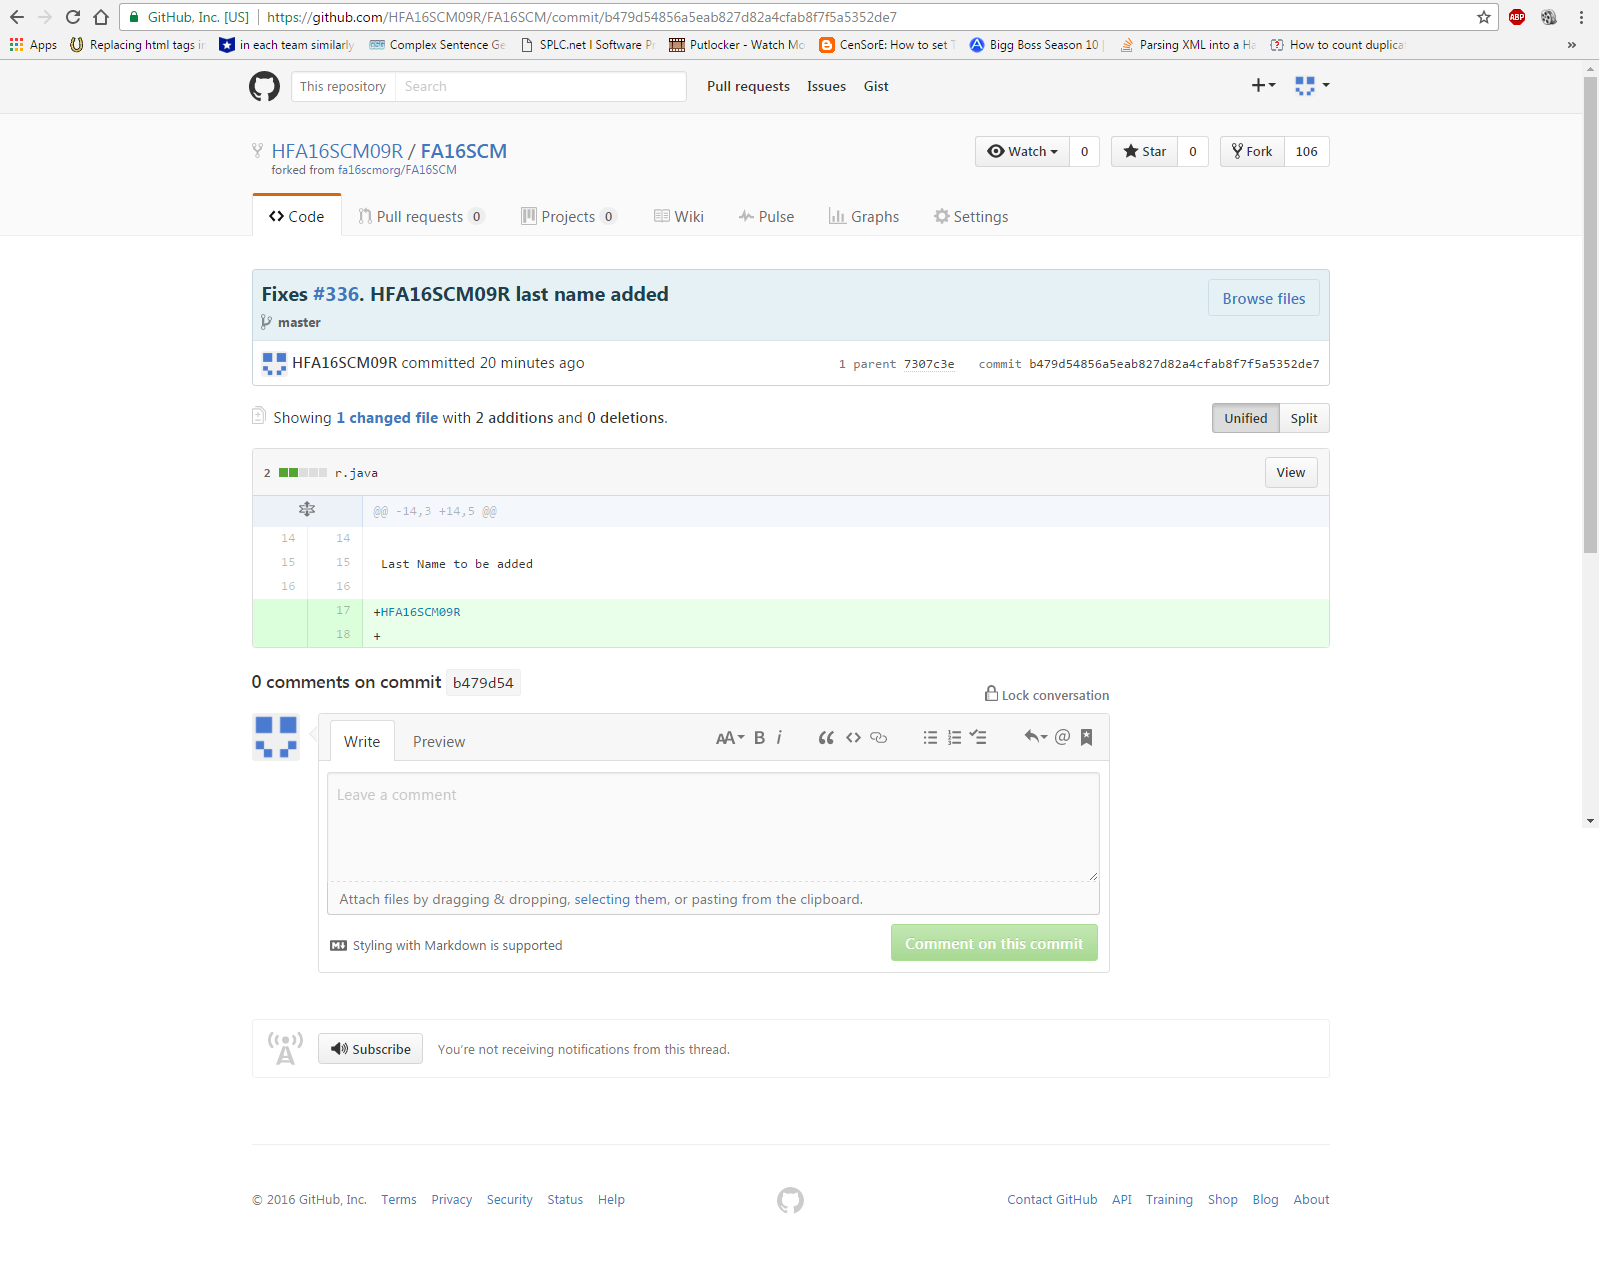 GitHub, Inc. [US] | https://github.com/HFA16SCM09R/FA16SCM/commit/b479d54856a5eab827d82a4cfab8f7f5a5352de7 ABP
Apps Replacing html tags in each team similarly Complex Sentence Ge SPLC.net | Software Putlocker - Watch Mo CenSorE: How to set Bigg Boss Season 10 | Parsing XML into a Ha How to count duplica »
This repository Search Pull requests Issues Gist
HFA16SCM09R / FA16SCM Watch 0 Star 0 Fork 106
forked from fa16scmorg/FA16SCM
Code Pull requests 0 Projects 0 Wiki Pulse Graphs Settings
Fixes #336. HFA16SCM09R last name added Browse files
master
HFA16SCM09R committed 20 minutes ago 1 parent 7307c3e commit b479d54856a5eab827d82a4cfab8f7f5a5352de7
Showing 1 changed file with 2 additions and 0 deletions. Unified Split
2 r.java View
@@ -14,3 +14,5 @@
14 14
15 15 Last Name to be added
16 16
17 +HFA16SCM09R
18 +
0 comments on commit b479d54
Lock conversation
Write Preview AA B i
Leave a comment
Attach files by dragging & dropping, selecting them, or pasting from the clipboard.
Styling with Markdown is supported Comment on this commit
Subscribe You're not receiving notifications from this thread.
© 2016 GitHub, Inc. Terms Privacy Security Status Help Contact GitHub API Training Shop Blog About